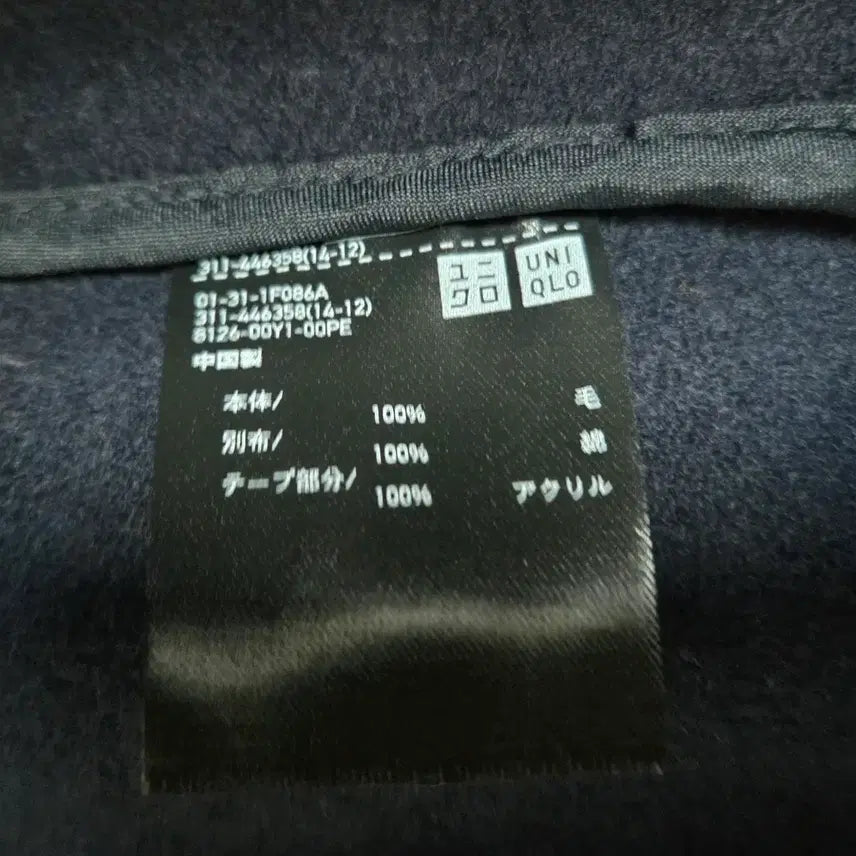 311-446358(14-12)
ユニ
クロ
UNI
QLO
01-31-1F086A
311-446358(14-12)
8126-00Y1-00PE
中国製
本体/ 100% 毛
別布/ 100% 綿
テープ部分/ 100% アクリル